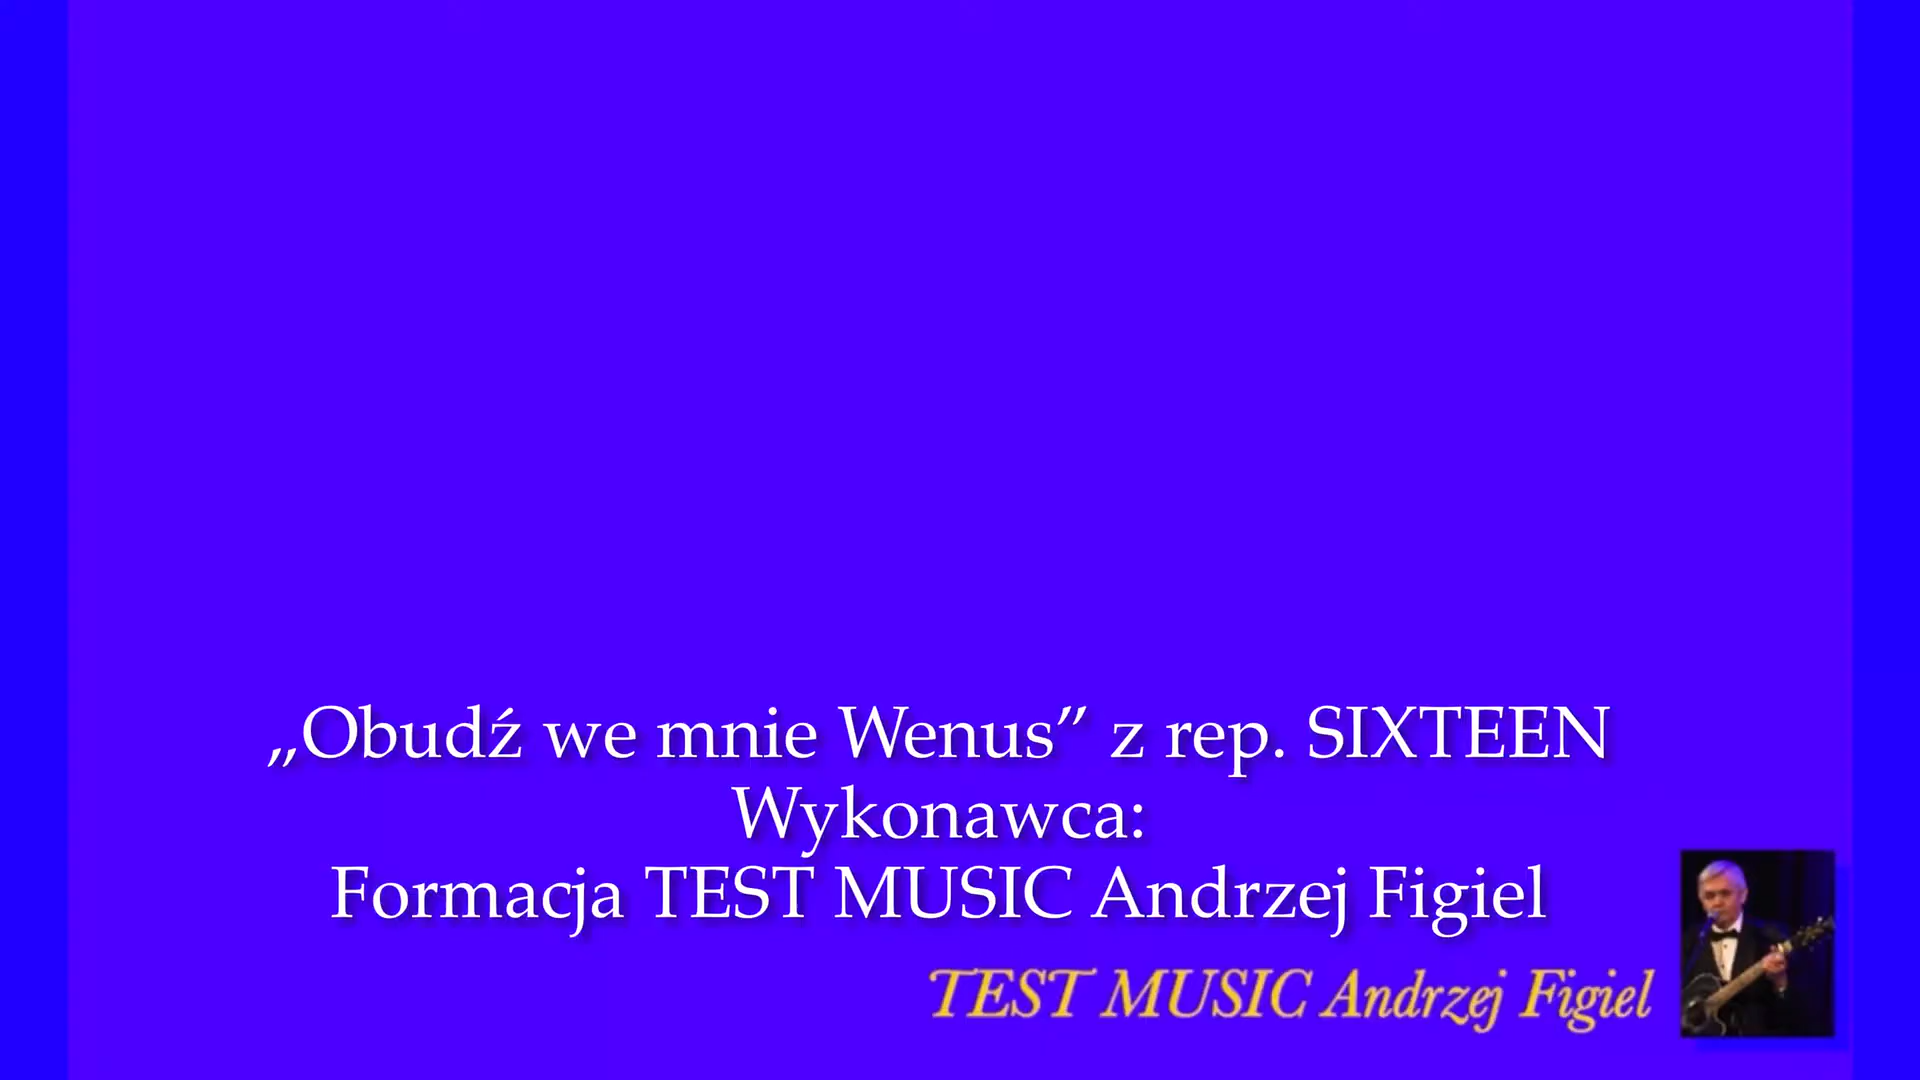 „Obudź we mnie Wenus” z rep. SIXTEEN
Wykonawca:
Formacja TEST MUSIC Andrzej Figiel
TEST MUSIC Andrzej Figiel